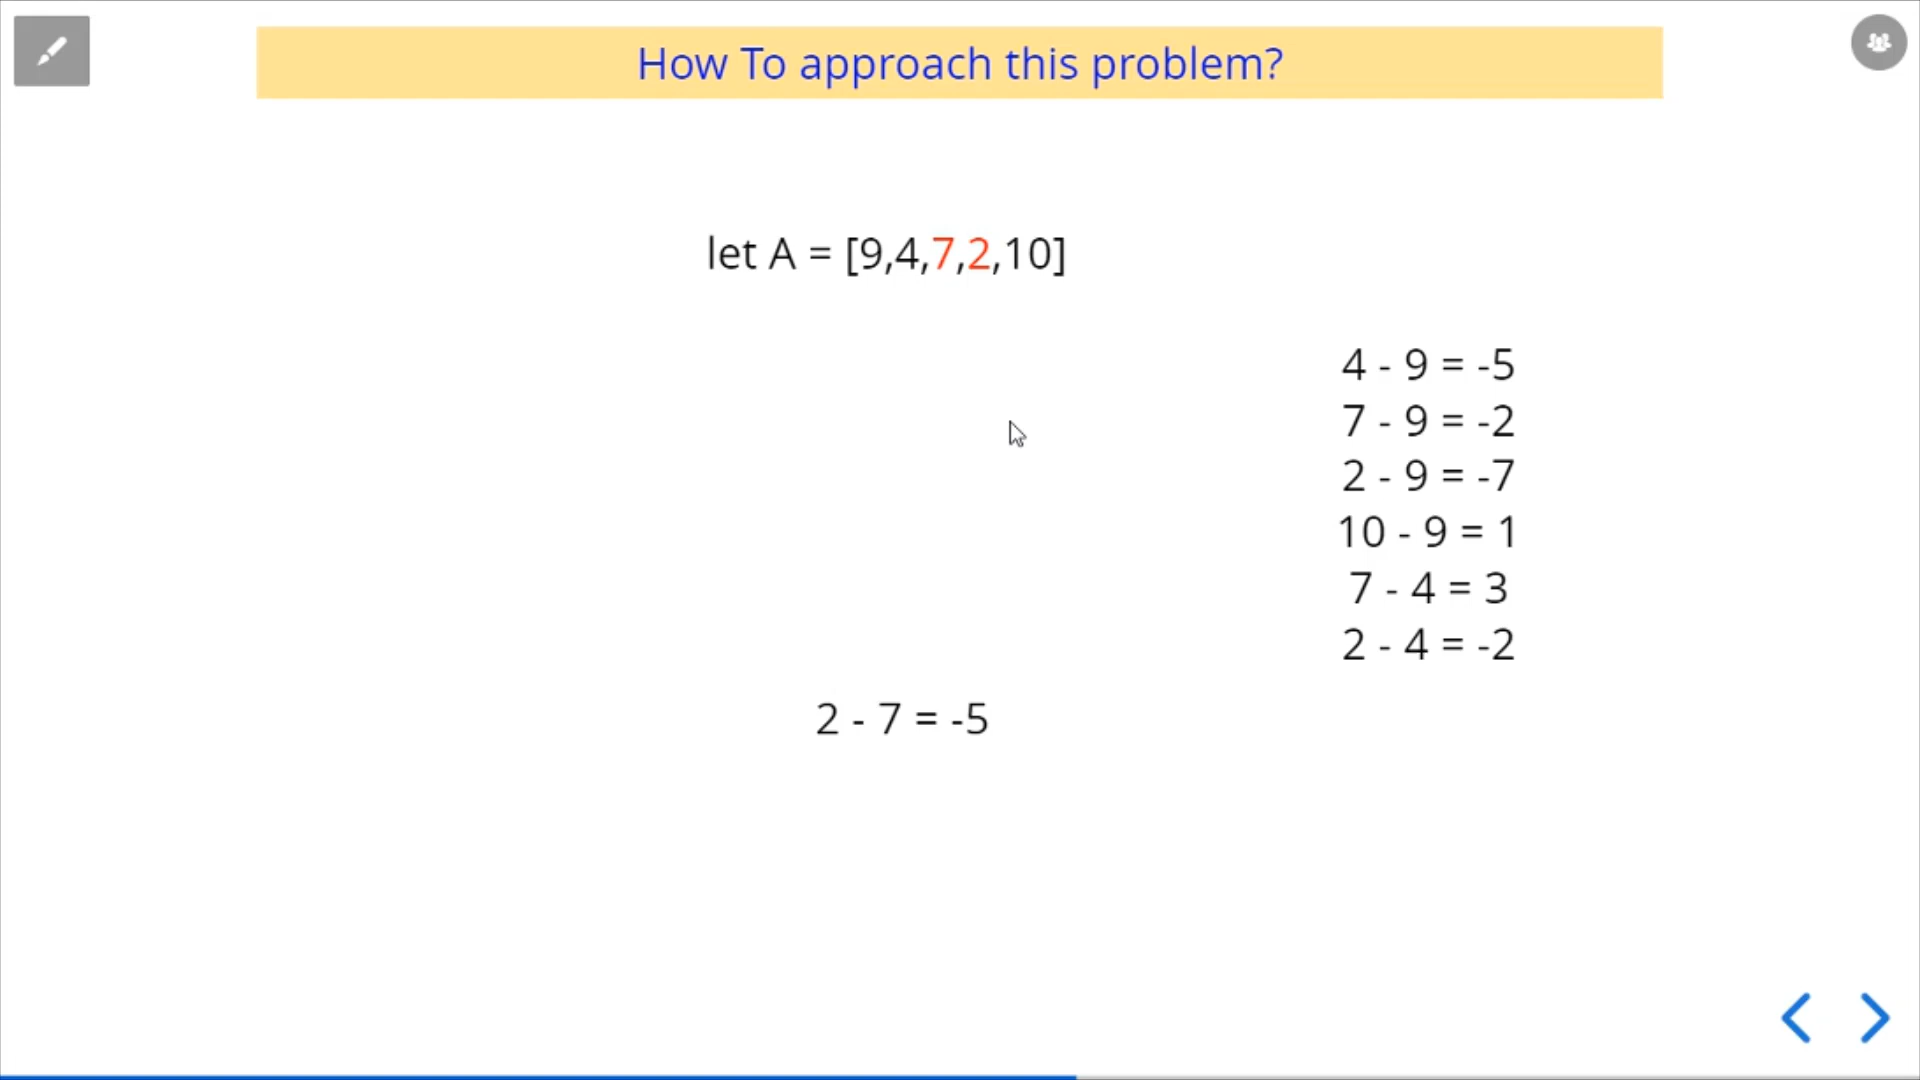 How To approach this problem?
let A = [9,4,7,2,10]
4 - 9 = -5
7 - 9 = -2
2 - 9 = -7
10 - 9 = 1
7 - 4 = 3
2 - 4 = -2
2 - 7 = -5